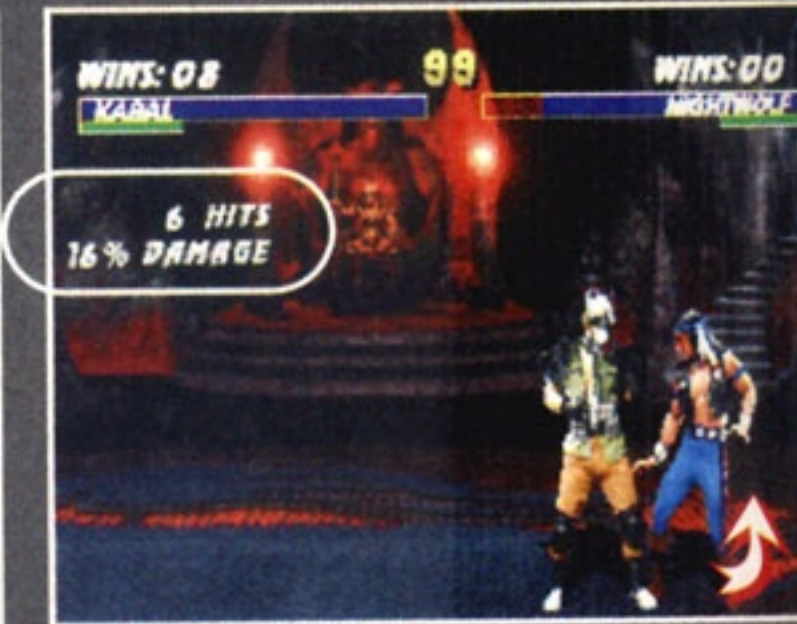 WINS: 08
99
WINS: 00
KABAL
NIGHTWOLF
6 HITS
16% DAMAGE